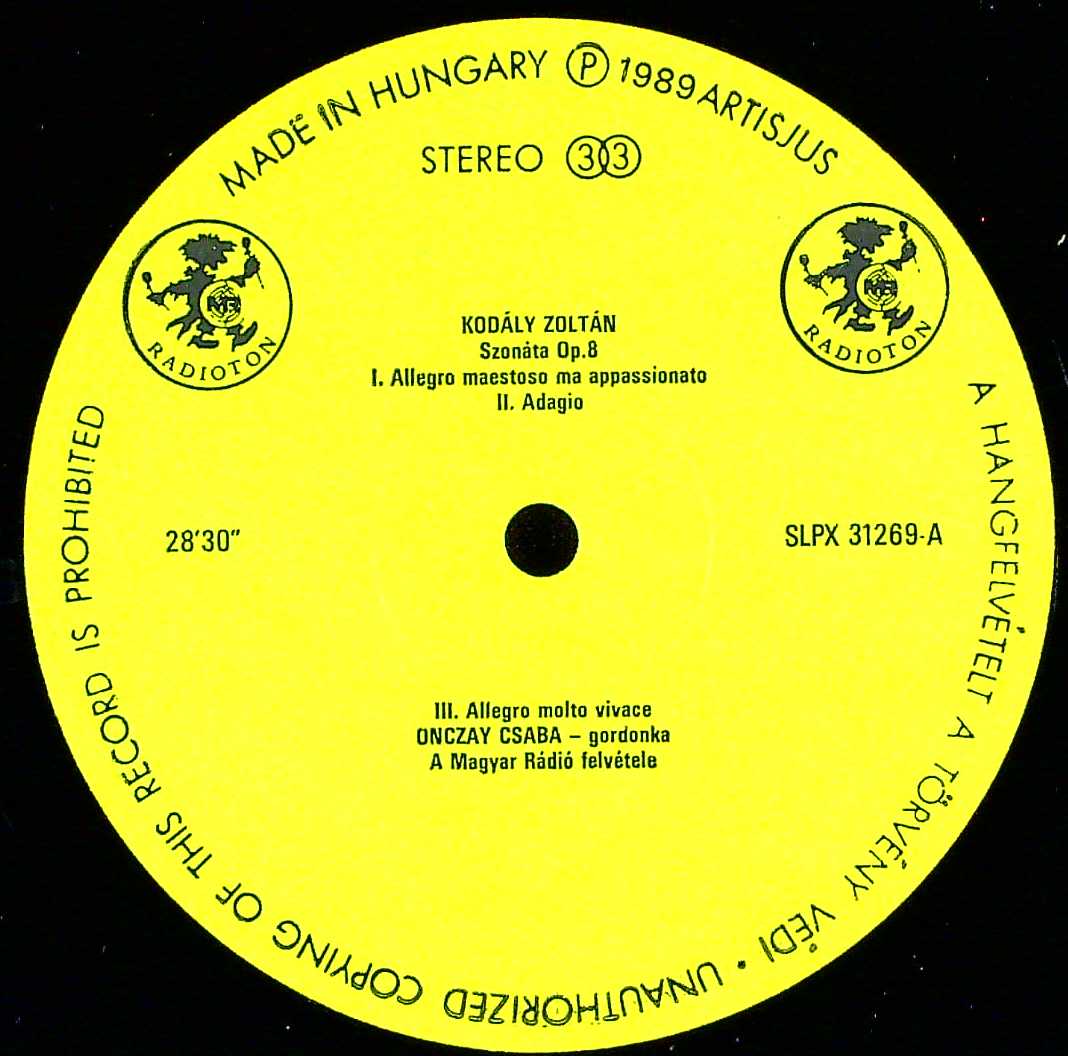 MADE IN HUNGARY Ⓟ 1989 ARTISJUS
STEREO 33
MR
RADIOTON
MR
RADIOTON
KODÁLY ZOLTÁN
Szonáta Op.8
I. Allegro maestoso ma appassionato
II. Adagio
28'30"
SLPX 31269-A
III. Allegro molto vivace
ONCZAY CSABA – gordonka
A Magyar Rádió felvétele
A HANGFELVÉTELT A TÖRVÉNY VÉDI • UNAUTHORIZED COPYING OF THIS RECORD IS PROHIBITED